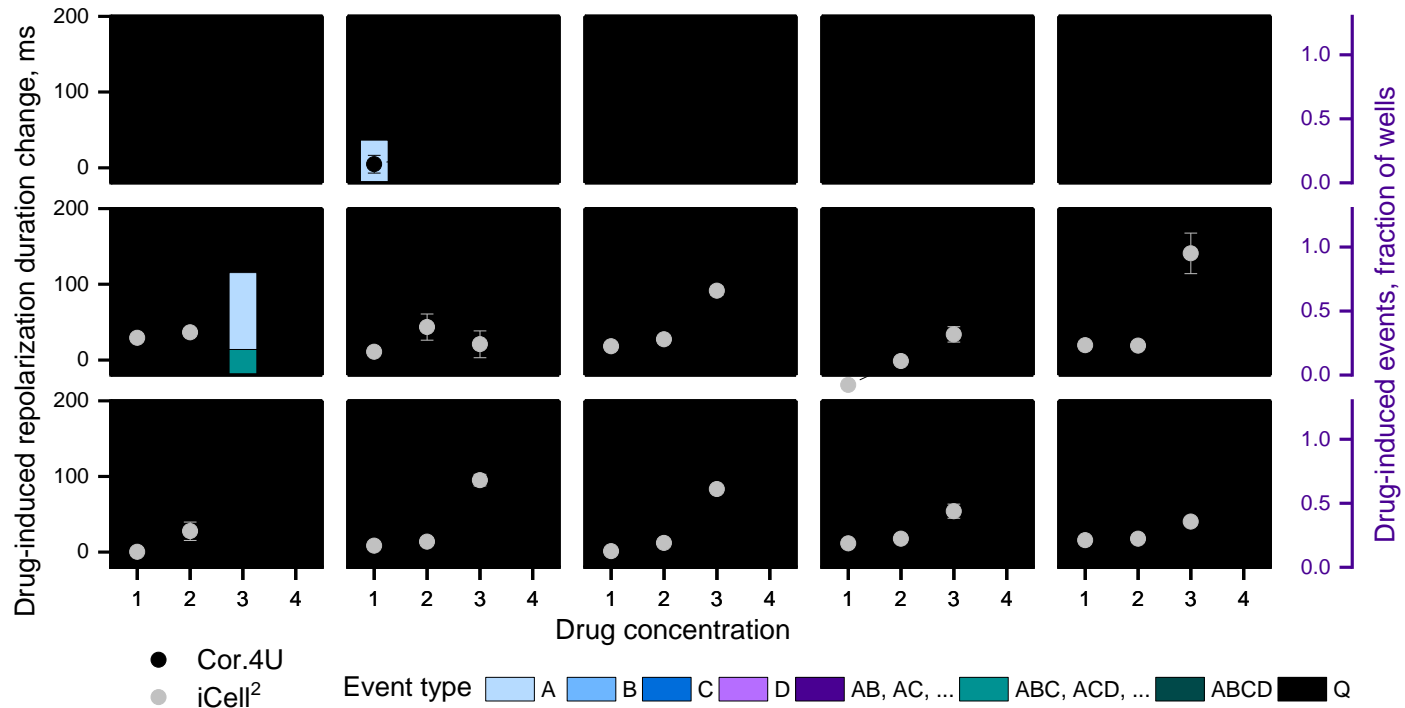 Drug-induced repolarization duration change, ms
200
100
0
200
100
0
200
100
0
1.0
0.5
0.0
1.0
0.5
0.0
1.0
0.5
0.0
Drug-induced events, fraction of wells
1 2 3 4 1 2 3 4 1 2 3 4 1 2 3 4 1 2 3 4
Drug concentration
Cor.4U
iCell²
Event type A B C D AB, AC, ... ABC, ACD, ... ABCD Q